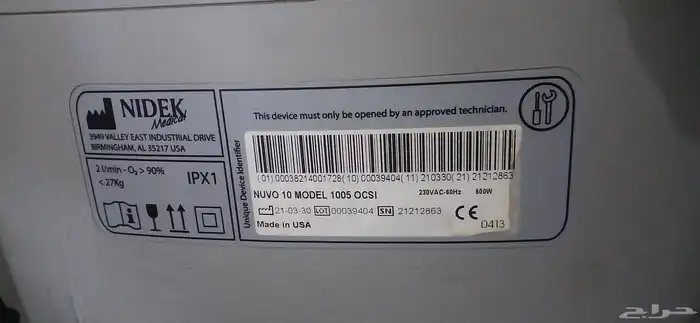 NIDEK
Medical
3949 VALLEY EAST INDUSTRIAL DRIVE
BIRMINGHAM, AL 35217 USA
2 l/min - O₂ > 90%
< 27Kg
IPX1
This device must only be opened by an approved technician.
Unique Device Identifier
(01)00038214001728(10)00039404(11)210330(21)21212863
NUVO 10 MODEL 1005 OCSI 230VAC-60Hz 600W
21-03-30 LOT 00039404 SN 21212863
Made in USA
0413
حراج